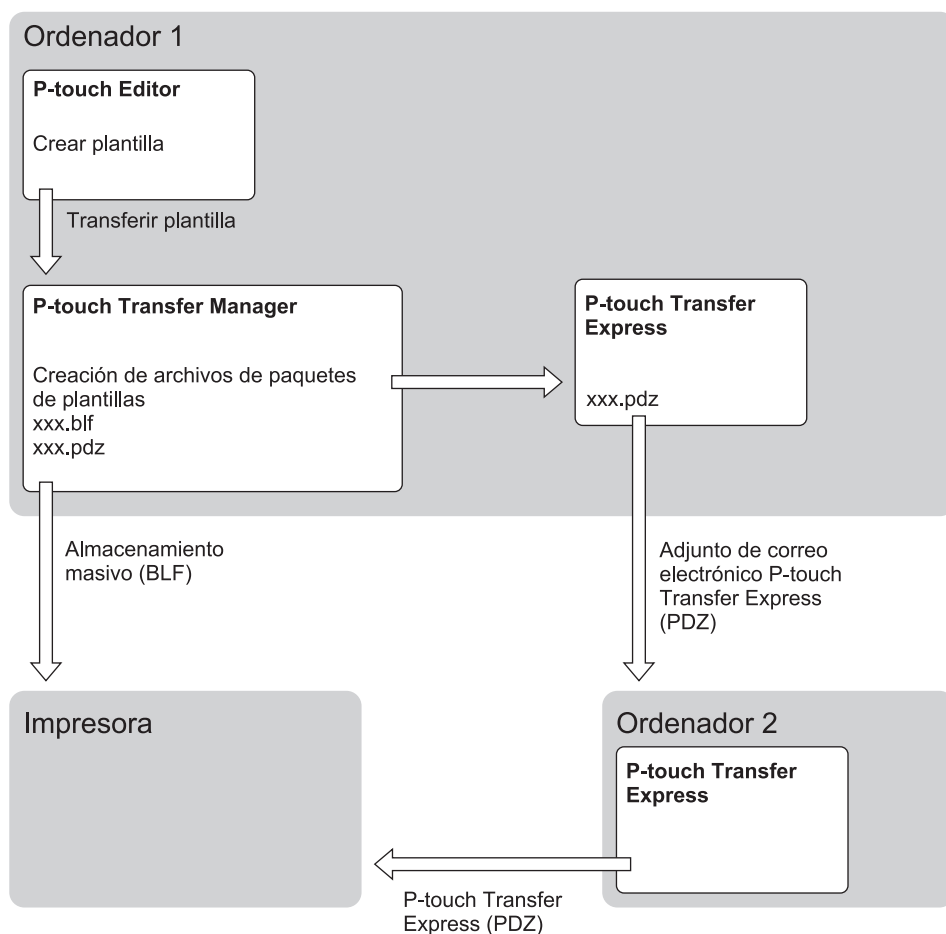 Ordenador 1
P-touch Editor
Crear plantilla
Transferir plantilla
P-touch Transfer Manager
Creación de archivos de paquetes
de plantillas
xxx.blf
xxx.pdz
P-touch Transfer
Express
xxx.pdz
Almacenamiento
masivo (BLF)
Adjunto de correo
electrónico P-touch
Transfer Express
(PDZ)
Impresora
Ordenador 2
P-touch Transfer
Express
P-touch Transfer
Express (PDZ)